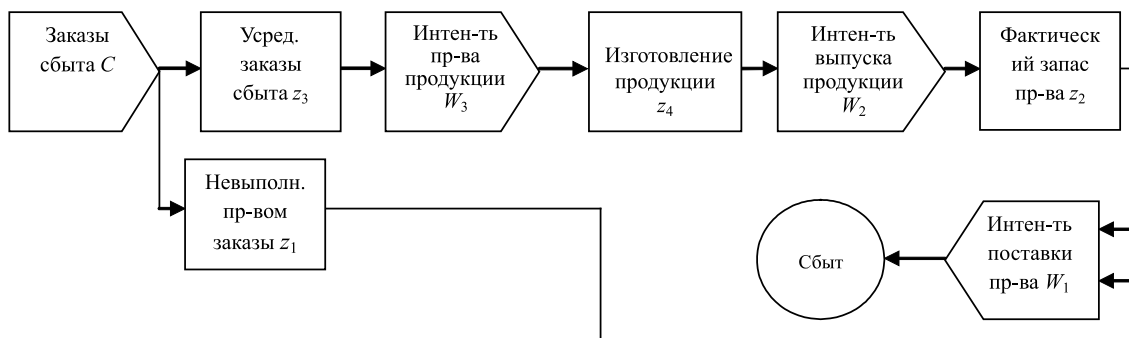 Заказы
сбыта C
Усред.
заказы
сбыта z3
Интен-ть
пр-ва
продукции
W3
Изготовление
продукции
z4
Интен-ть
выпуска
продукции
W2
Фактическ
ий запас
пр-ва z2
Невыполн.
пр-вом
заказы z1
Сбыт
Интен-ть
поставки
пр-ва W1